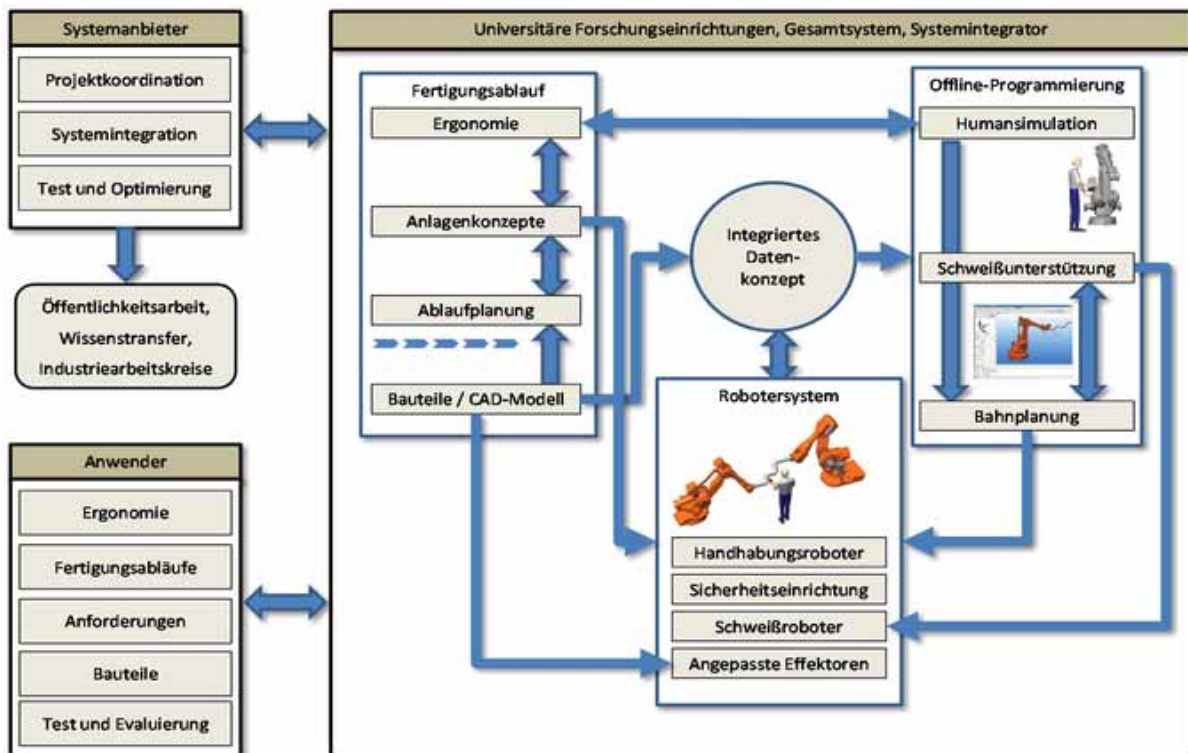 Systemanbieter
Projektkoordination
Systemintegration
Test und Optimierung
Öffentlichkeitsarbeit,
Wissenstransfer,
Industriearbeitskreise
Anwender
Ergonomie
Fertigungsabläufe
Anforderungen
Bauteile
Test und Evaluierung
Universitäre Forschungseinrichtungen, Gesamtsystem, Systemintegrator
Fertigungsablauf
Ergonomie
Anlagenkonzepte
Ablaufplanung
Bauteile / CAD-Modell
Integriertes
Daten-
konzept
Robotersystem
Handhabungsroboter
Sicherheitseinrichtung
Schweißroboter
Angepasste Effektoren
Offline-Programmierung
Humansimulation
Schweißunterstützung
Bahnplanung